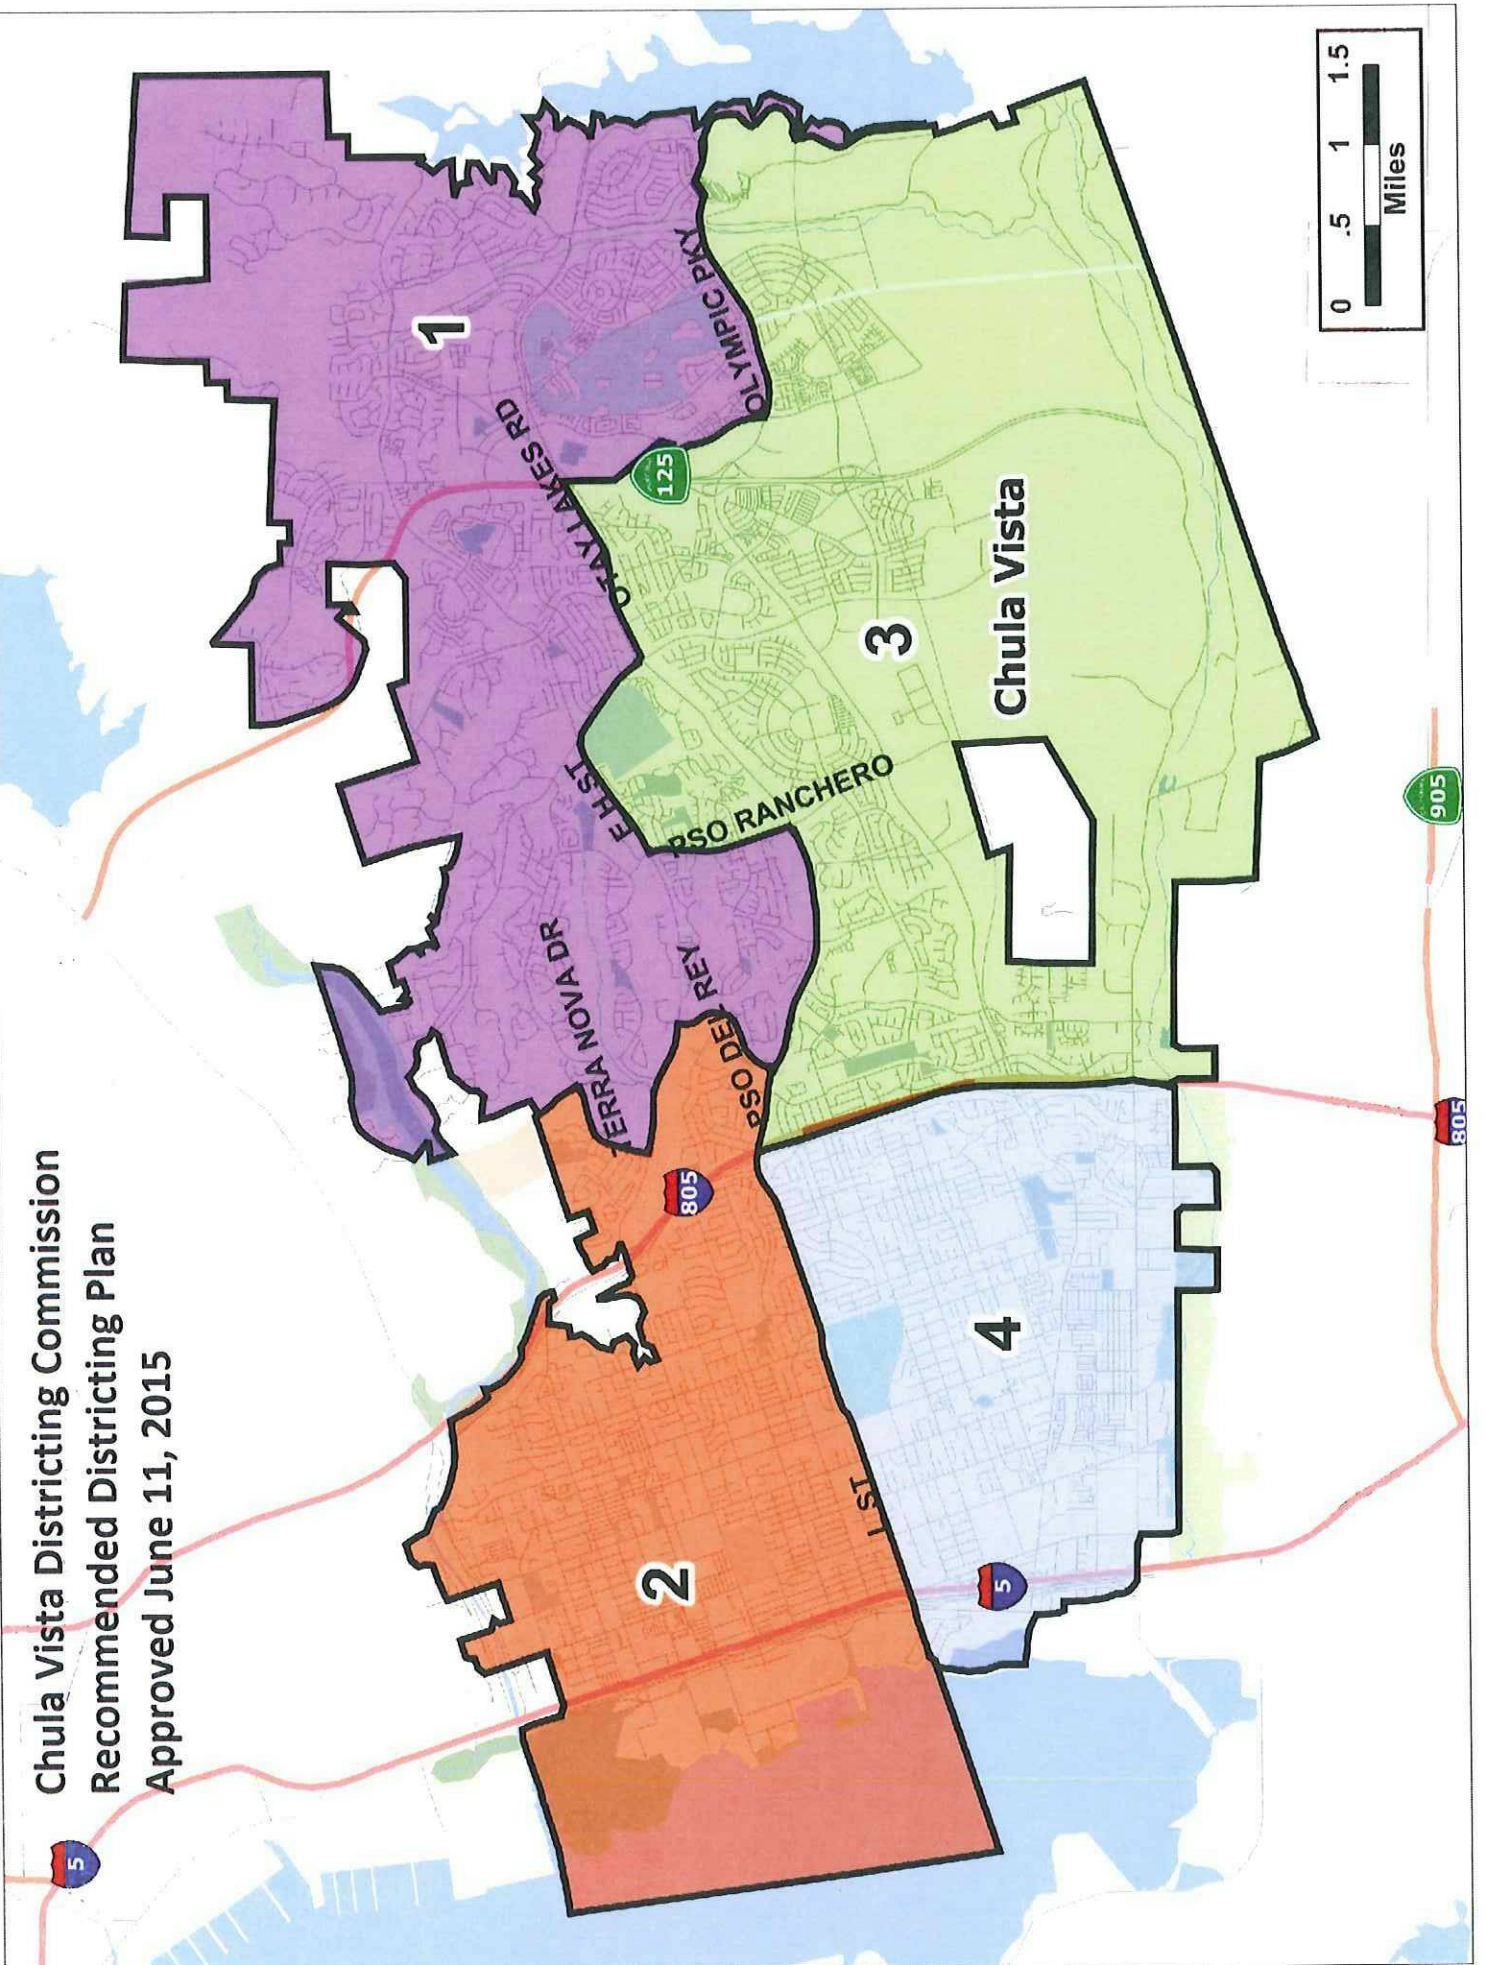 Chula Vista Districting Commission
Recommended Districting Plan
Approved June 11, 2015
5
1
OTAY LAKES RD
OLYMPIC PKY
125
E H ST
PSO RANCHERO
TERRA NOVA DR
PSO DEL REY
805
3
Chula Vista
2
4
5
905
805
0 .5 1 1.5
Miles